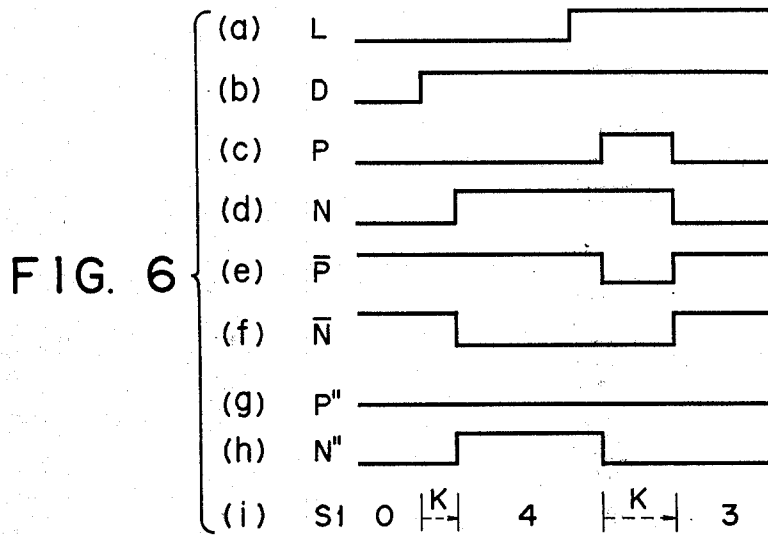 (a) L
(b) D
(c) P
(d) N
FIG. 6
(e) P̅
(f) N̅
(g) P"
(h) N"
(i) S1 0 K 4 K 3